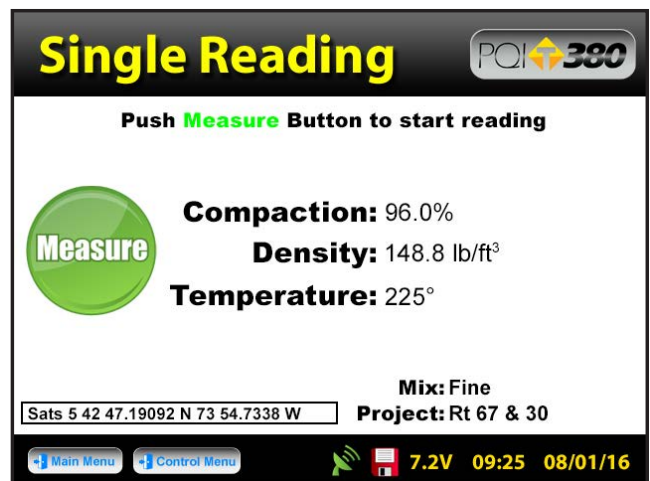 Single Reading
PQI T 380
Push Measure Button to start reading
Measure
Compaction: 96.0%
Density: 148.8 lb/ft³
Temperature: 225°
Mix: Fine
Sats 5 42 47.19092 N 73 54.7338 W
Project: Rt 67 & 30
Main Menu
Control Menu
7.2V 09:25 08/01/16